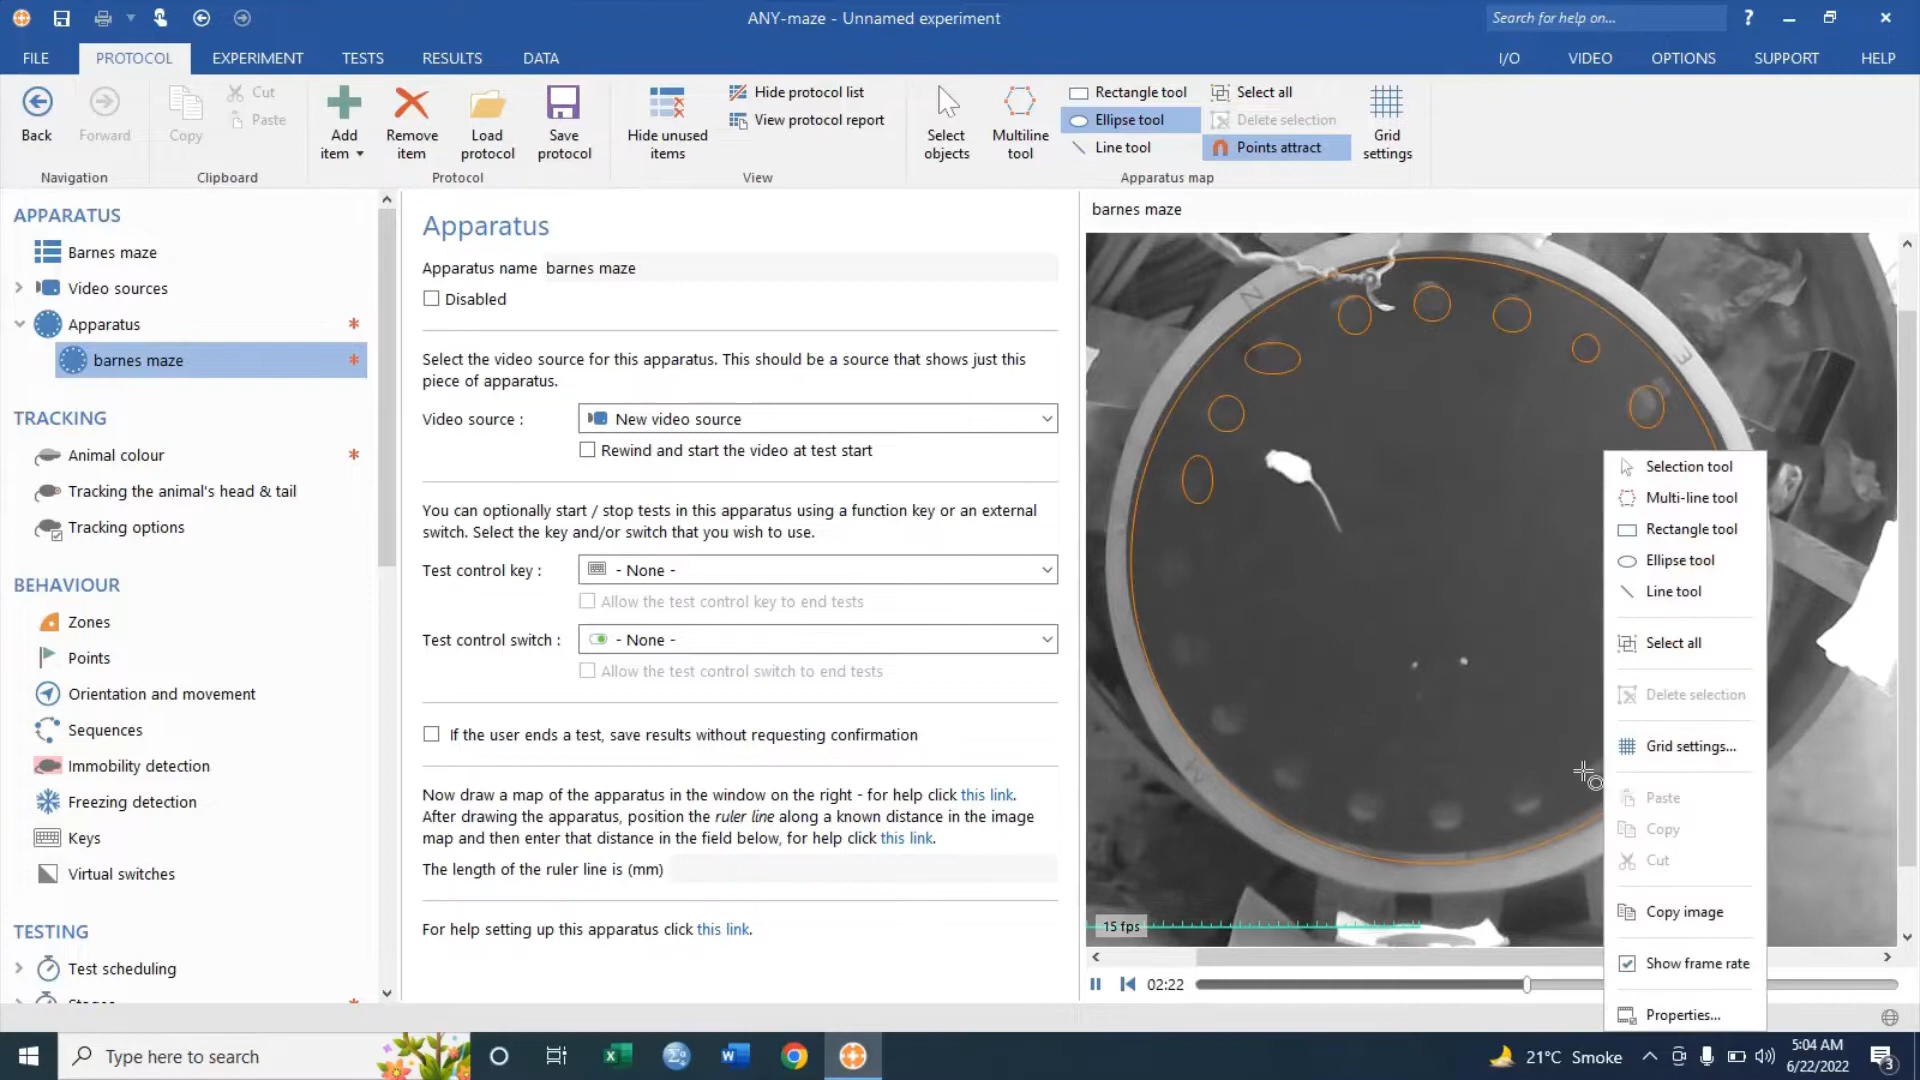 ANY-maze - Unnamed experiment
Search for help on...
?
FILE
PROTOCOL
EXPERIMENT
TESTS
RESULTS
DATA
I/O
VIDEO
OPTIONS
SUPPORT
HELP
Back
Forward
Navigation
Copy
Cut
Paste
Clipboard
Add item
Remove item
Load protocol
Save protocol
Protocol
Hide unused items
Hide protocol list
View protocol report
View
Select objects
Multiline tool
Rectangle tool
Ellipse tool
Line tool
Select all
Delete selection
Points attract
Grid settings
Apparatus map
APPARATUS
Barnes maze
Video sources
Apparatus *
barnes maze *
TRACKING
Animal colour *
Tracking the animal's head & tail
Tracking options
BEHAVIOUR
Zones
Points
Orientation and movement
Sequences
Immobility detection
Freezing detection
Keys
Virtual switches
TESTING
Test scheduling
Stages *
Apparatus
Apparatus name barnes maze
Disabled
Select the video source for this apparatus. This should be a source that shows just this
piece of apparatus.
Video source : New video source
Rewind and start the video at test start
You can optionally start / stop tests in this apparatus using a function key or an external
switch. Select the key and/or switch that you wish to use.
Test control key : - None -
Allow the test control key to end tests
Test control switch : - None -
Allow the test control switch to end tests
If the user ends a test, save results without requesting confirmation
Now draw a map of the apparatus in the window on the right - for help click this link.
After drawing the apparatus, position the ruler line along a known distance in the image
map and then enter that distance in the field below, for help click this link.
The length of the ruler line is (mm)
For help setting up this apparatus click this link.
barnes maze
N
E
15 fps
02:22
Selection tool
Multi-line tool
Rectangle tool
Ellipse tool
Line tool
Select all
Delete selection
Grid settings...
Paste
Copy
Cut
Copy image
Show frame rate
Properties...
Type here to search
21°C Smoke
5:04 AM
6/22/2022
3